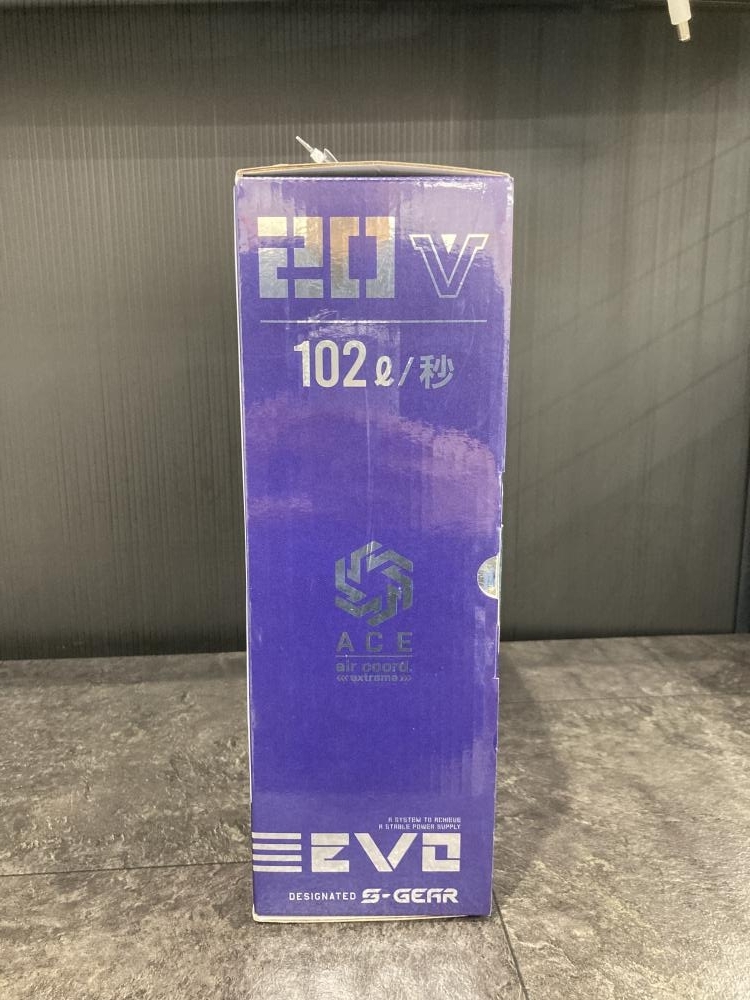 20V
102ℓ/秒
ACE
air coord.
<<< extreme >>>
A SYSTEM TO ACHIEVE
A STABLE POWER SUPPLY
EVO
DESIGNATED S-GEAR